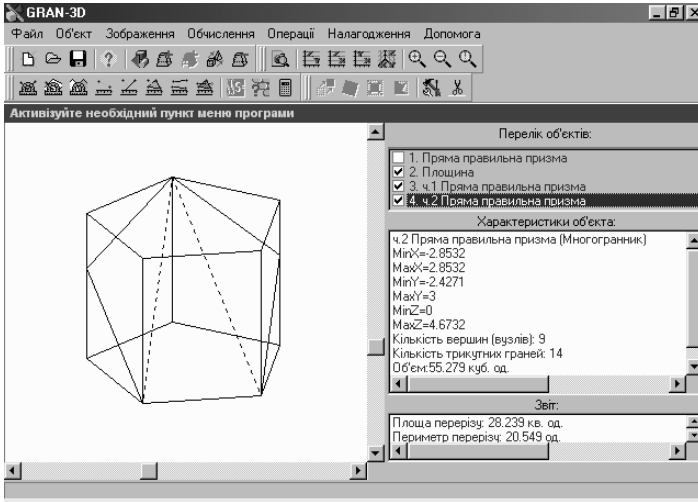 GRAN-3D
Файл Об'єкт Зображення Обчислення Операції Налагодження Допомога
Активізуйте необхідний пункт меню програми
Перелік об'єктів:
1. Пряма правильна призма
2. Площина
3. ч.1 Пряма правильна призма
4. ч.2 Пряма правильна призма
Характеристики об'єкта:
ч.2 Пряма правильна призма (Многогранник)
MinX=-2.8532
MaxX=2.8532
MinY=-2.4271
MaxY=3
MinZ=0
MaxZ=4.6732
Кількість вершин (вузлів): 9
Кількість трикутних граней: 14
Об'єм:55.279 куб. од.
Звіт:
Площа перерізу: 28.239 кв. од.
Периметр перерізу: 20.549 од.